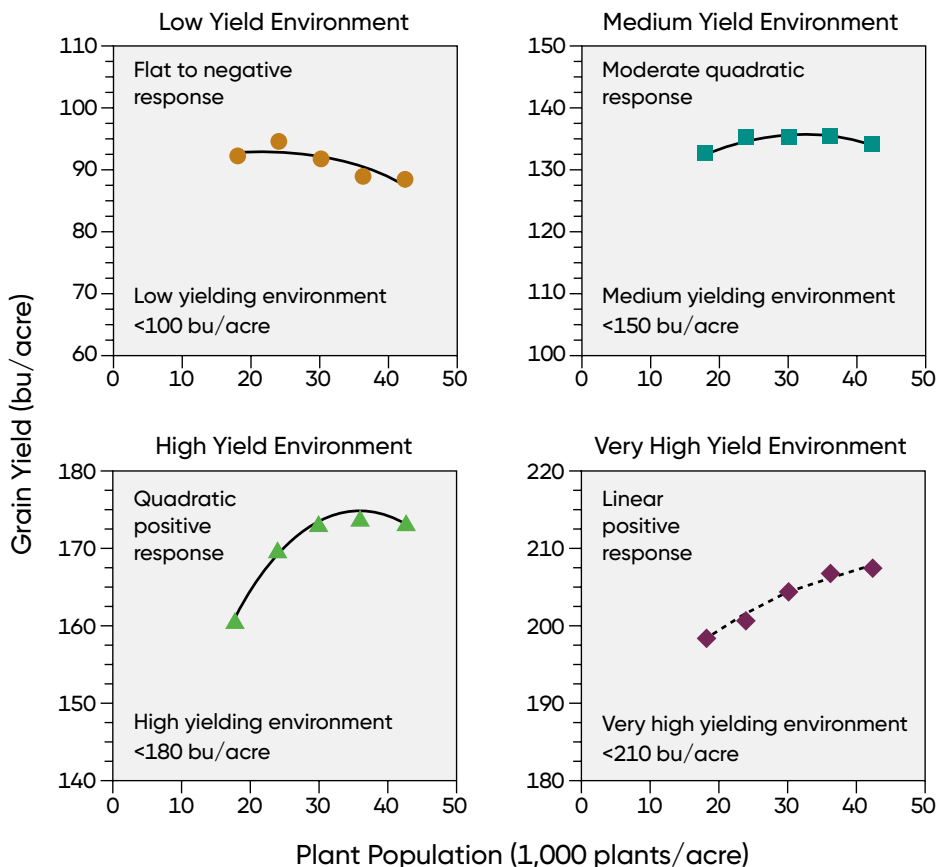 Low Yield Environment
110
100
90
80
70
60
0 10 20 30 40 50
Flat to negative
response
Low yielding environment
<100 bu/acre
Medium Yield Environment
150
140
130
120
110
100
0 10 20 30 40 50
Moderate quadratic
response
Medium yielding environment
<150 bu/acre
Grain Yield (bu/acre)
High Yield Environment
180
170
160
150
140
0 10 20 30 40 50
Quadratic
positive
response
High yielding environment
<180 bu/acre
Very High Yield Environment
220
210
200
190
180
0 10 20 30 40 50
Linear
positive
response
Very high yielding environment
<210 bu/acre
Plant Population (1,000 plants/acre)